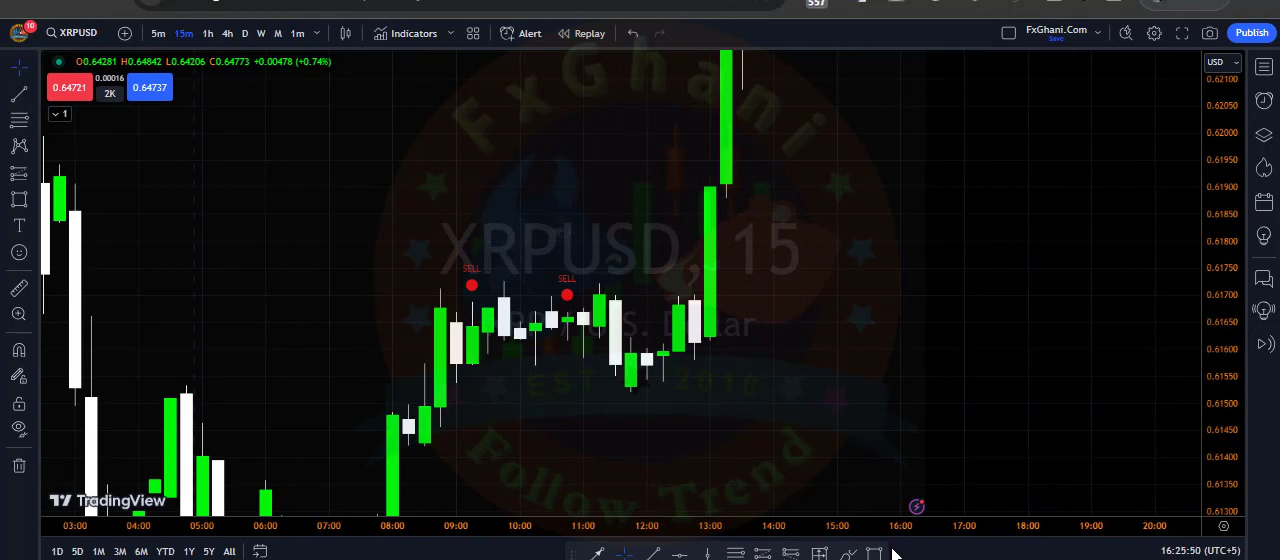 557
10 XRPUSD 5m 15m 1h 4h D W M 1m Indicators Alert Replay FxGhani.Com Save Publish
O0.64281 H0.64842 L0.64206 C0.64773 +0.00478 (+0.74%)
USD
0.64721 0.00016 2K 0.64737
1
FxGhani
XRPUSD, 15
EST 2010
Follow Trend
SELL
SELL
0.62100
0.62050
0.62000
0.61950
0.61900
0.61850
0.61800
0.61750
0.61700
0.61650
0.61600
0.61550
0.61500
0.61450
0.61400
0.61350
0.61300
TradingView
03:00 04:00 05:00 06:00 07:00 08:00 09:00 10:00 11:00 12:00 13:00 14:00 15:00 16:00 17:00 18:00 19:00 20:00
1D 5D 1M 3M 6M YTD 1Y 5Y All
16:25:50 (UTC+5)